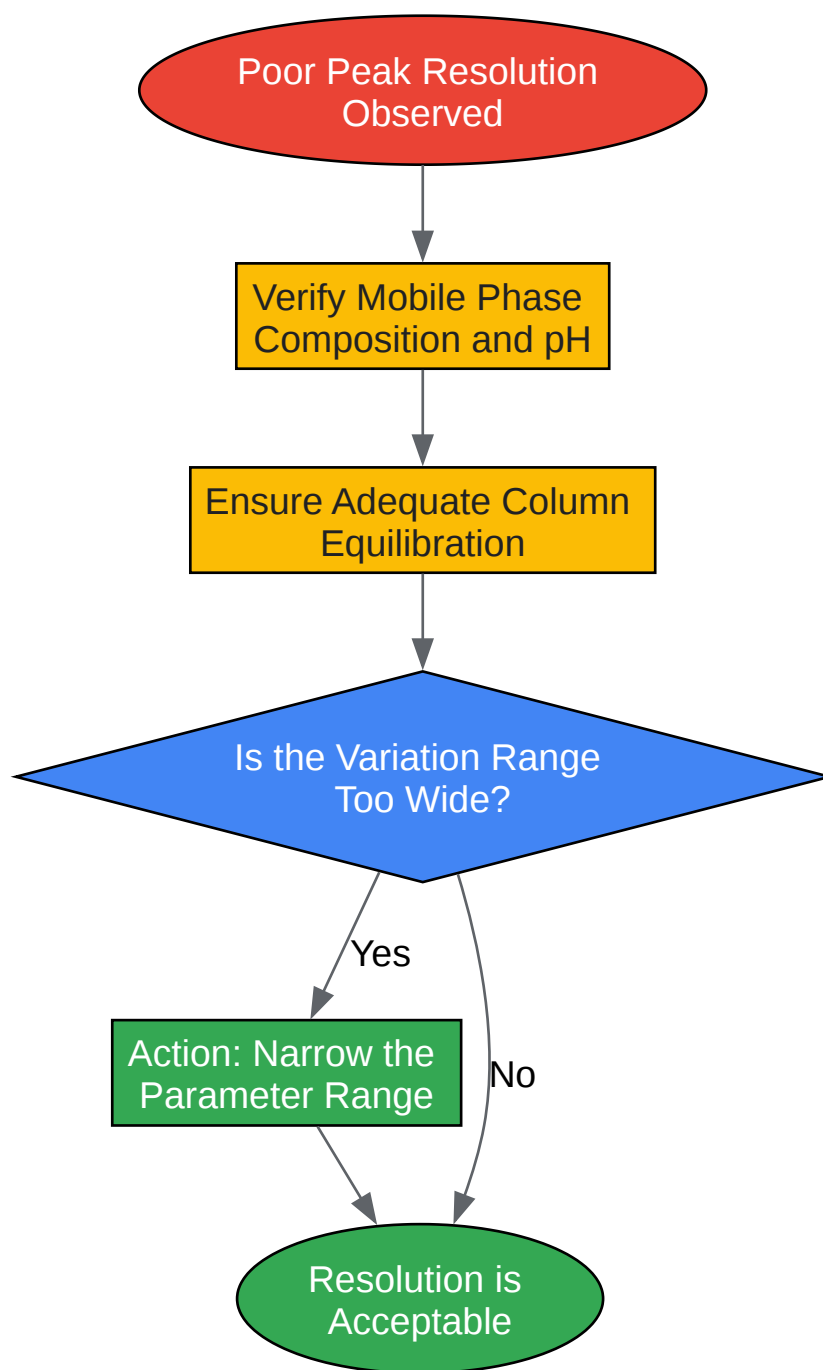 Poor Peak Resolution
Observed
Verify Mobile Phase
Composition and pH
Ensure Adequate Column
Equilibration
Is the Variation Range
Too Wide?
Yes
Action: Narrow the
Parameter Range
No
Resolution is
Acceptable